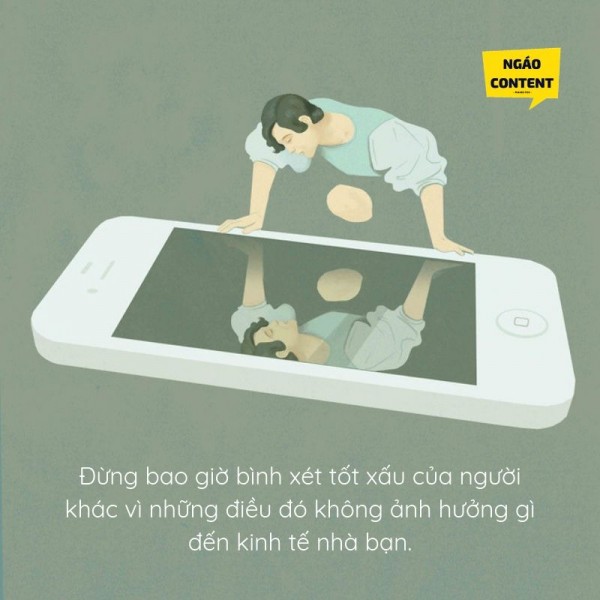 NGÁO
CONTENT
Đừng bao giờ bình xét tốt xấu của người
khác vì những điều đó không ảnh hưởng gì
đến kinh tế nhà bạn.